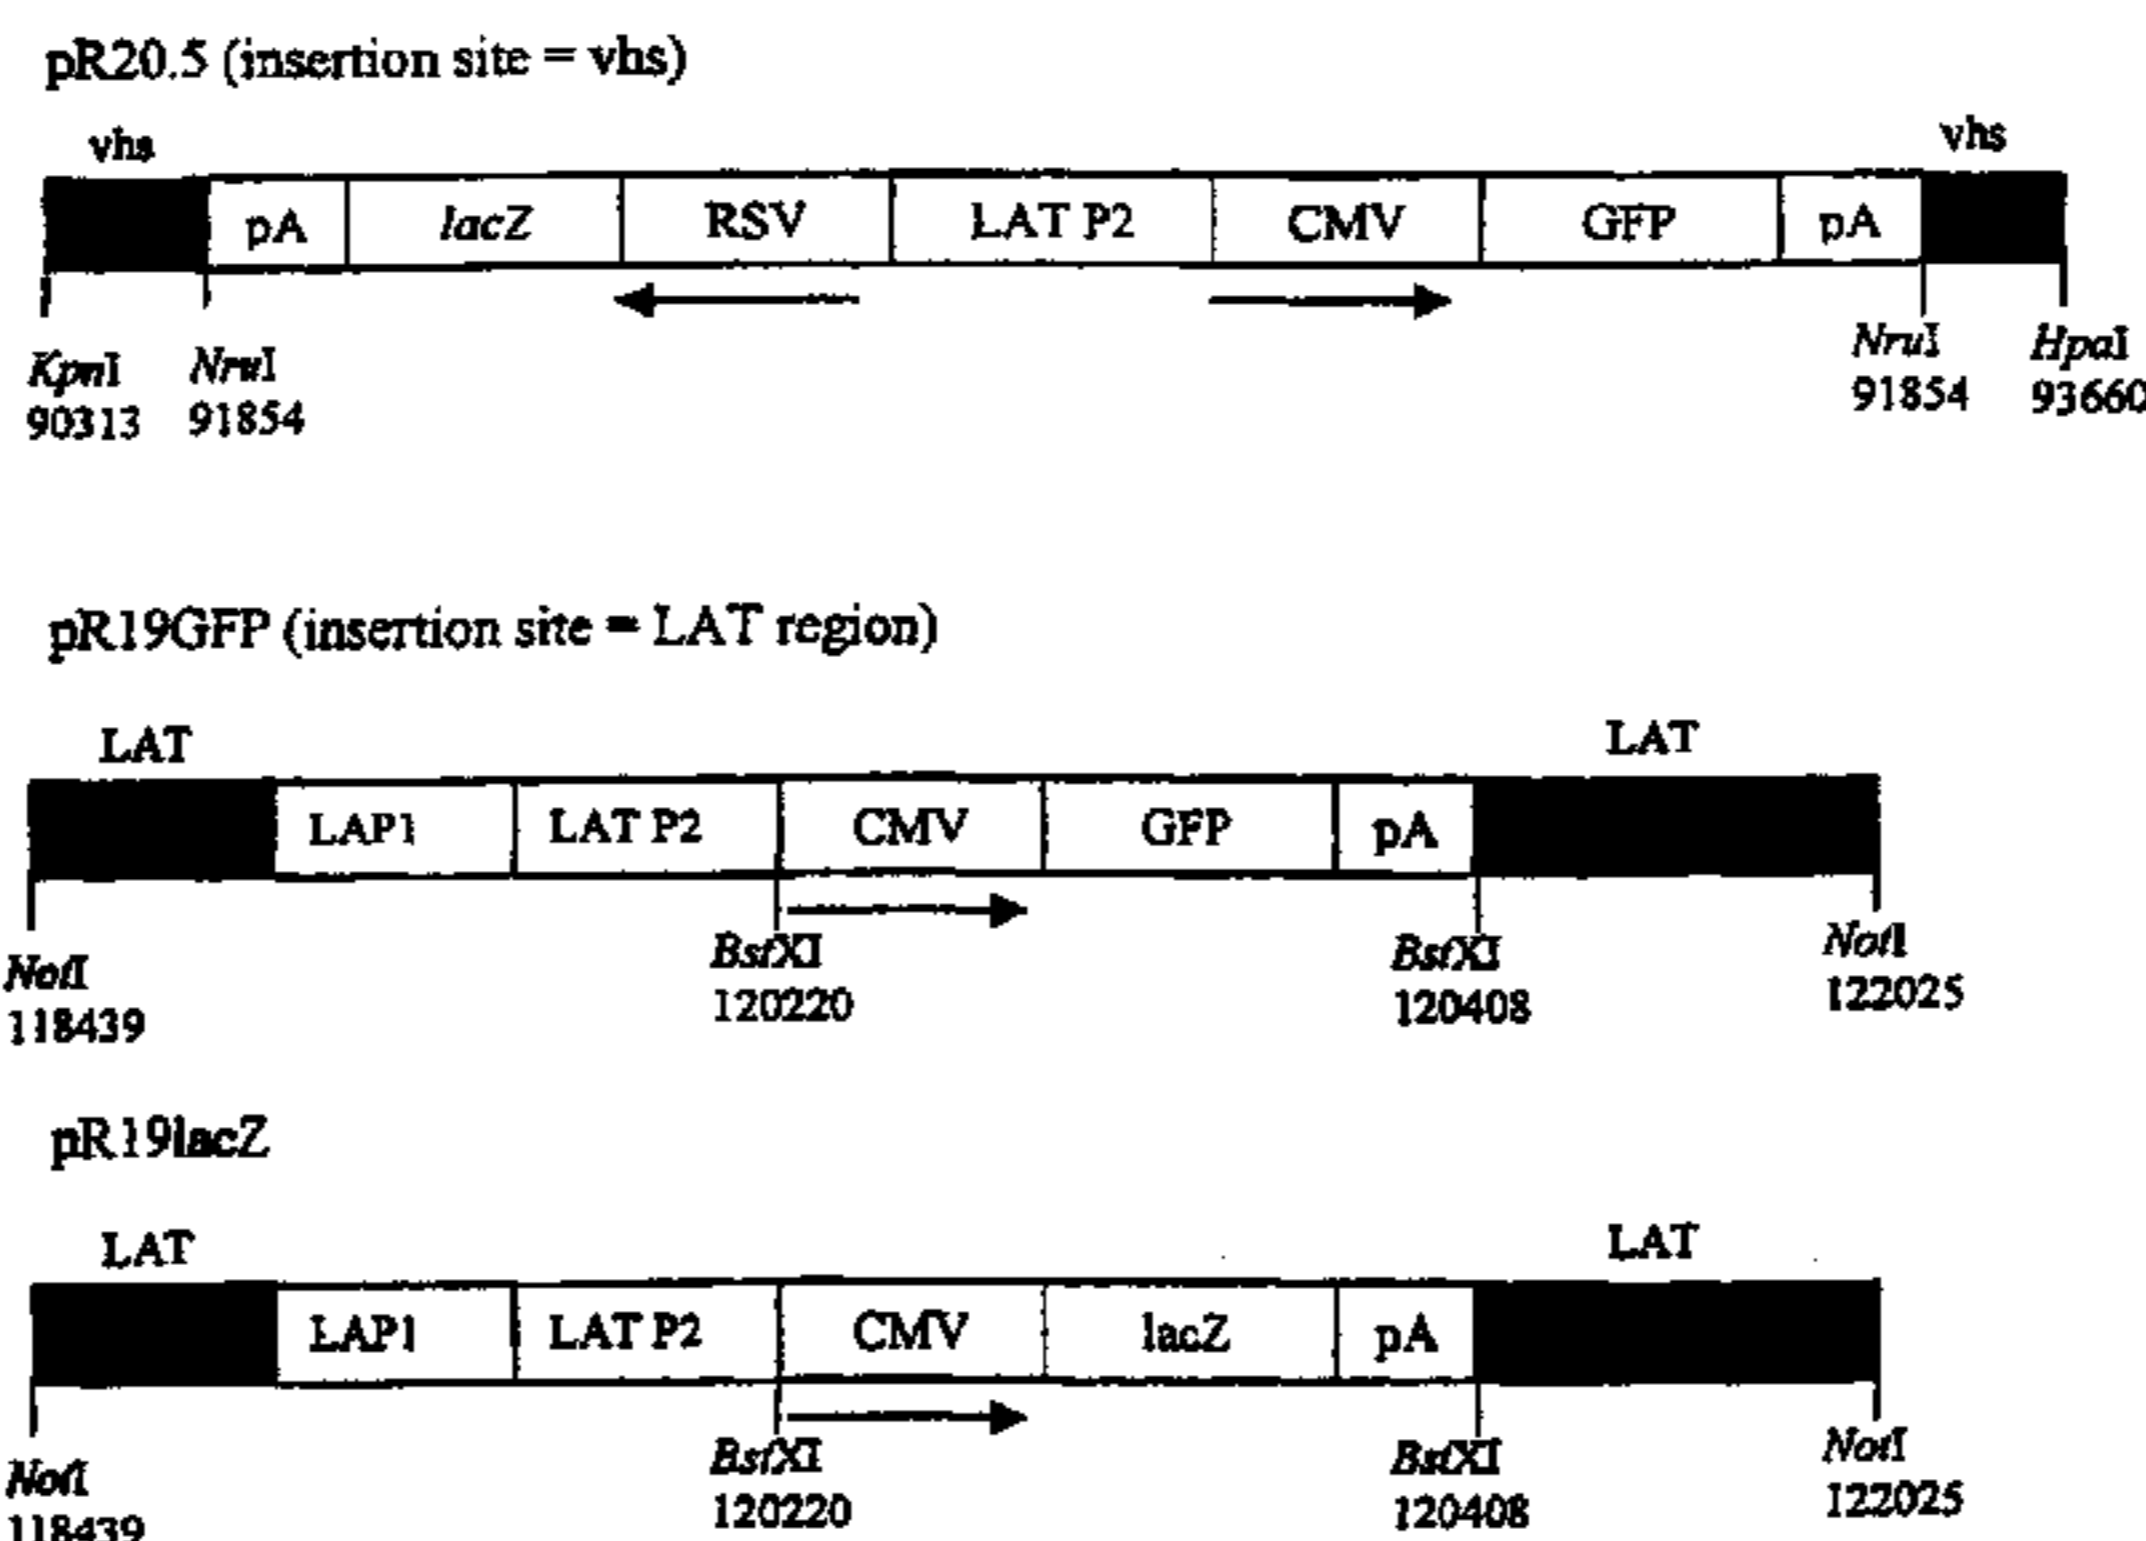 pR20.5 (insertion site = vhs)
vhs vhs
pA lacZ RSV LAT P2 CMV GFP pA
KpnI NruI NruI HpaI
90313 91854 91854 93660
pR19GFP (insertion site = LAT region)
LAT LAT
LAP1 LAT P2 CMV GFP pA
NotI BstXI BstXI NotI
118439 120220 120408 122025
pR19lacZ
LAT LAT
LAP1 LAT P2 CMV lacZ pA
NotI BstXI BstXI NotI
118439 120220 120408 122025